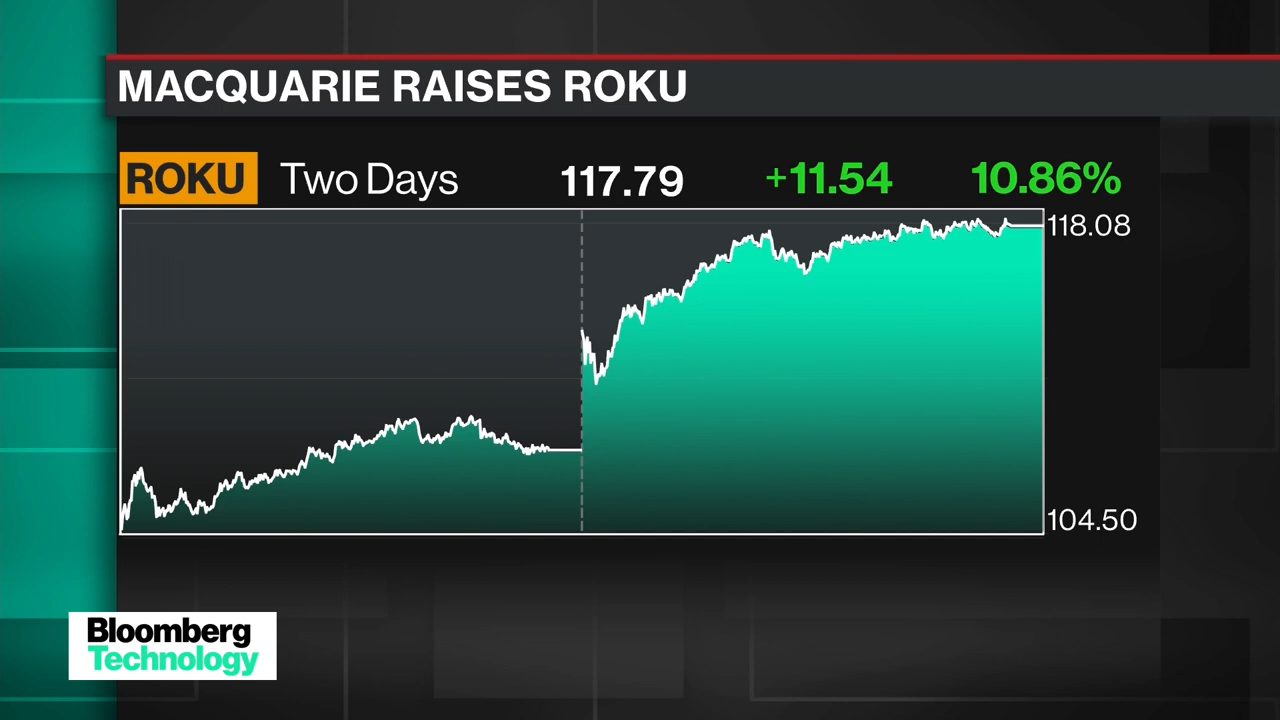 MACQUARIE RAISES ROKU
ROKU Two Days 117.79 +11.54 10.86%
118.08
104.50
Bloomberg
Technology